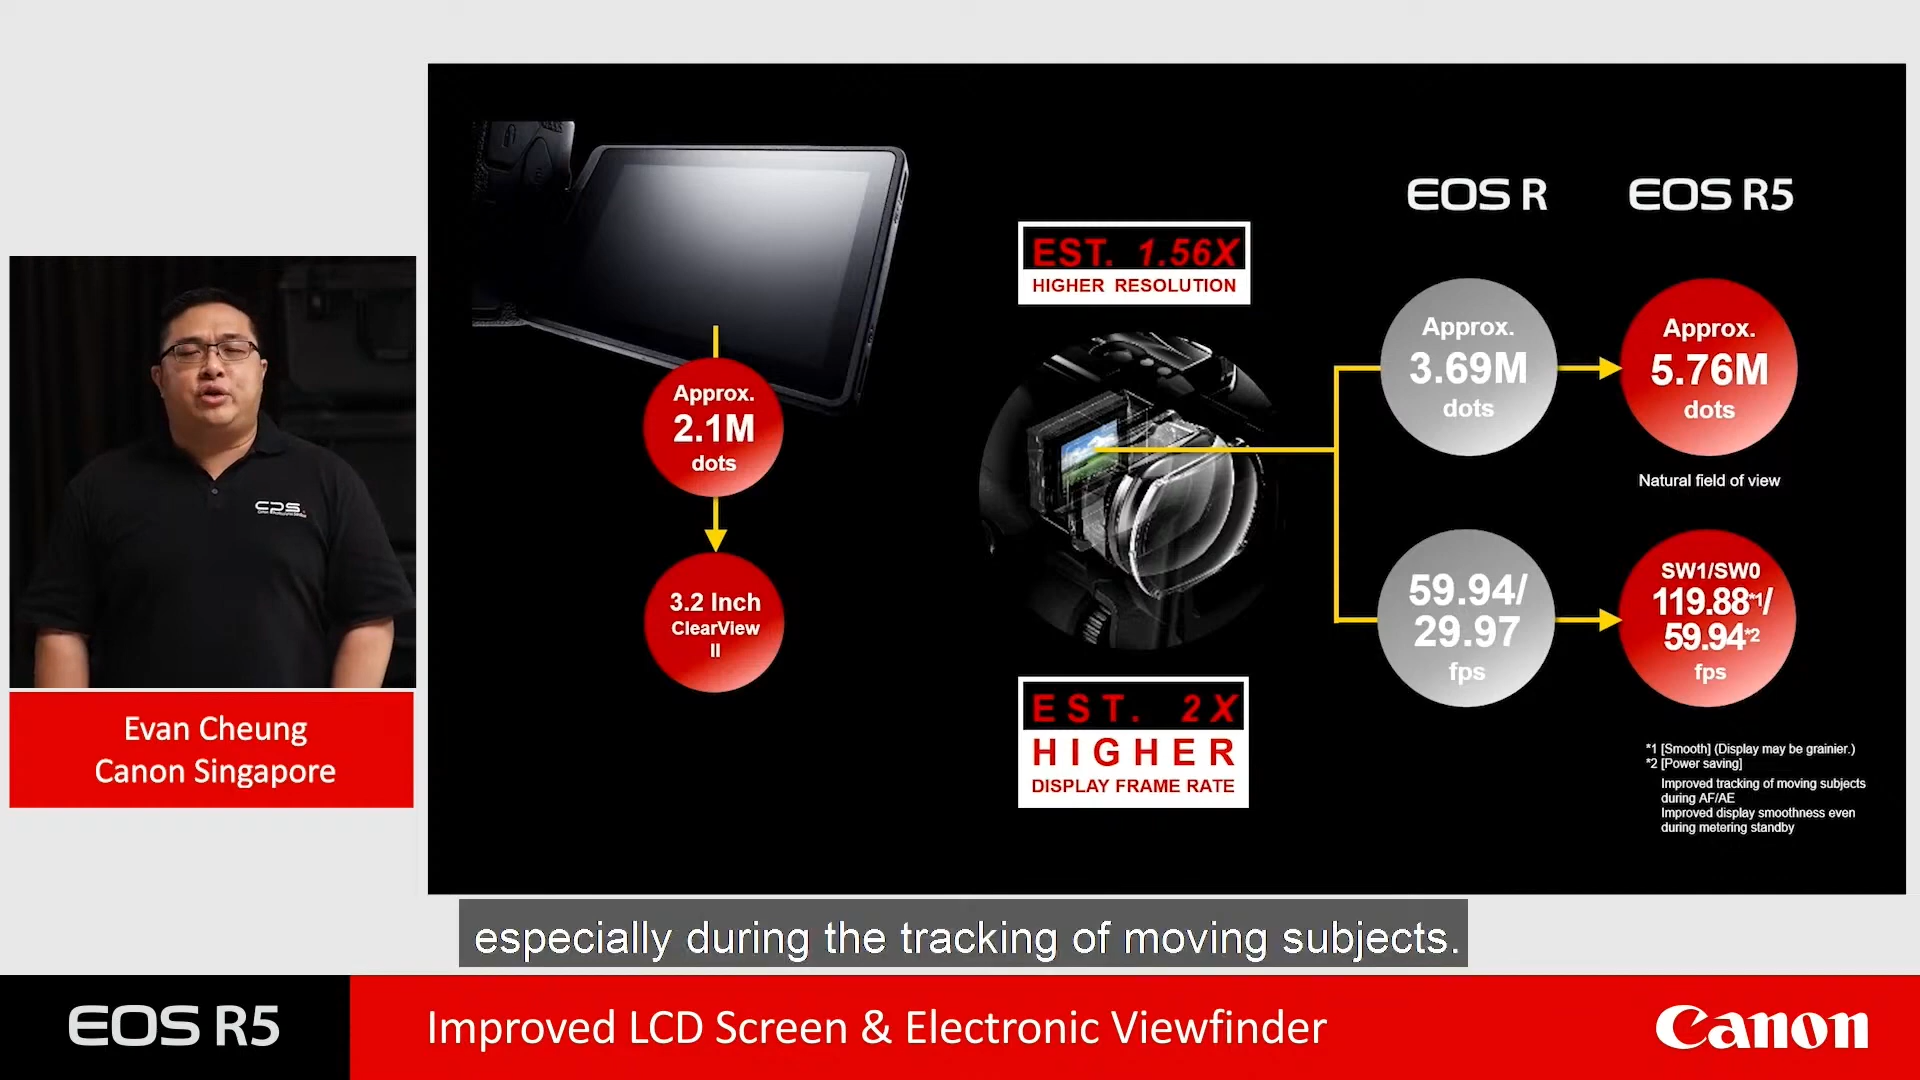 EOS R
EOS R5
EST. 1.56X
HIGHER RESOLUTION
Approx.
2.1M
dots
3.2 Inch
ClearView
II
Approx.
3.69M
dots
Approx.
5.76M
dots
Natural field of view
59.94/
29.97
fps
SW1/SW0
119.88*1/
59.94*2
fps
EST. 2X
HIGHER
DISPLAY FRAME RATE
*1 [Smooth] (Display may be grainier.)
*2 [Power saving]
Improved tracking of moving subjects
during AF/AE
Improved display smoothness even
during metering standby
CPS
Evan Cheung
Canon Singapore
especially during the tracking of moving subjects.
EOS R5
Improved LCD Screen & Electronic Viewfinder
Canon